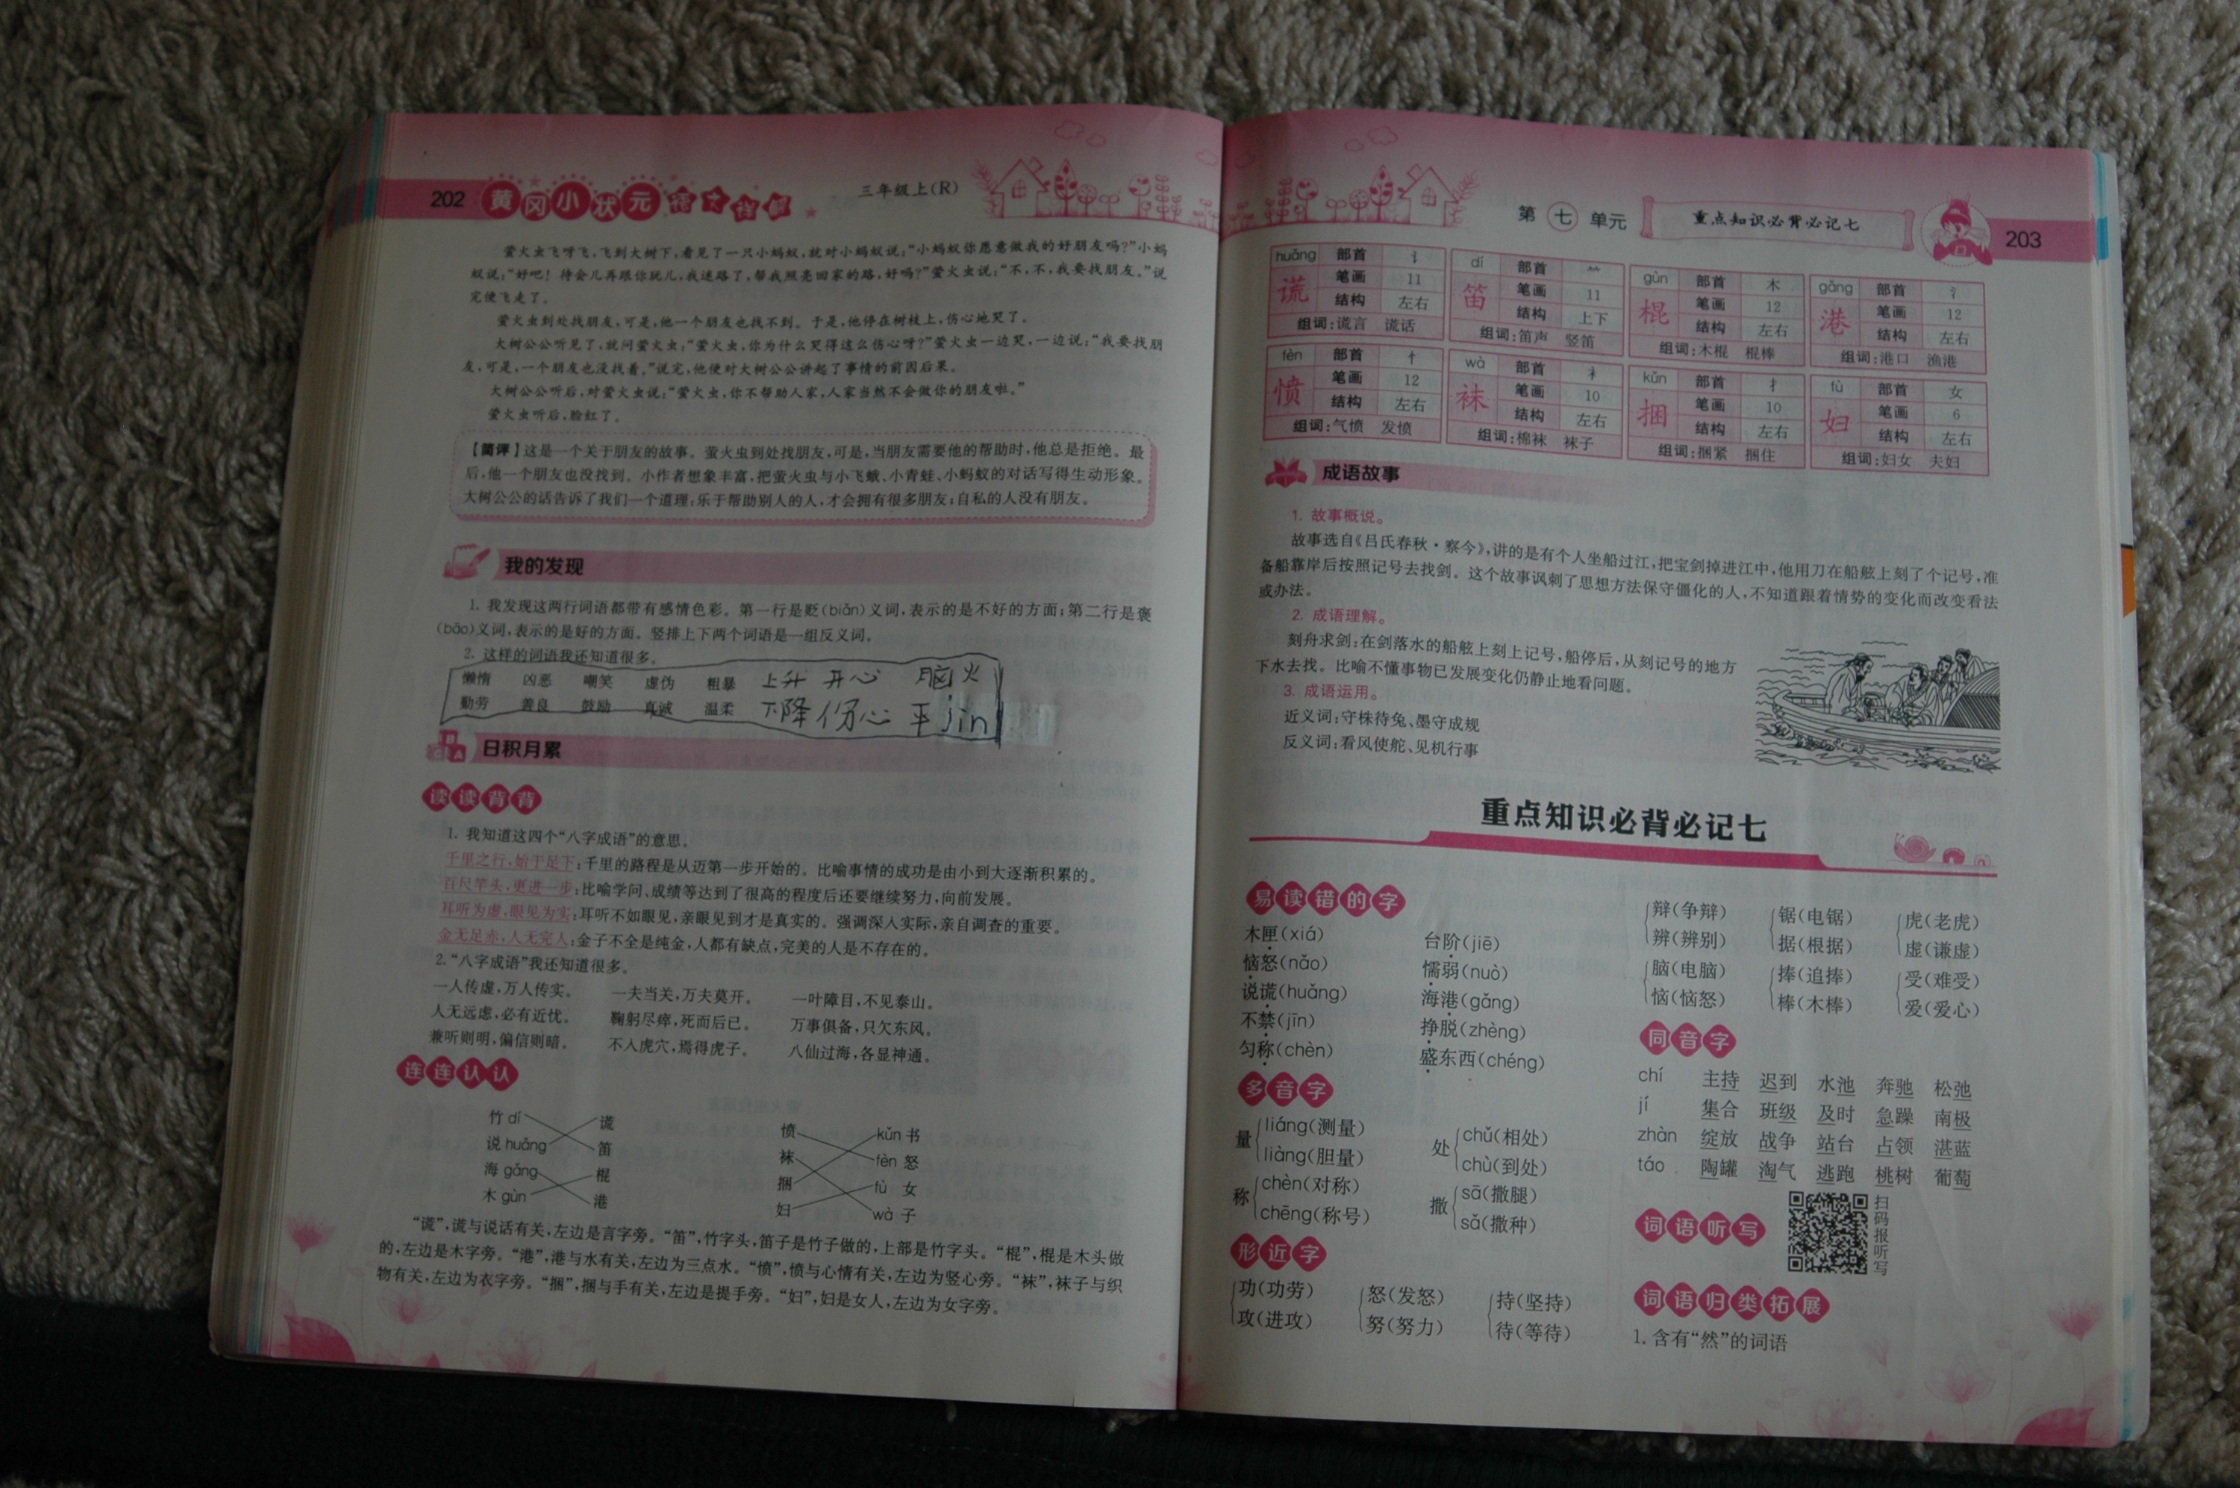 202 黄冈小状元 三年级上(R)
萤火虫飞呀飞,飞到大树下,看见了一只小蚂蚁,就对小蚂蚁说:“小蚂蚁你愿意做我的好朋友吗?”小蚂
蚁说:“好吧!待会儿再跟你玩儿,我迷路了,帮我照亮回家的路,好吗?”萤火虫说:“不,不,我要找朋友。”说
完便飞走了。
萤火虫到处找朋友,可是,他一个朋友也找不到。于是,他停在树枝上,伤心地哭了。
大树公公听见了,就问萤火虫:“萤火虫,你为什么哭得这么伤心呀?”萤火虫一边哭,一边说:“我要找朋
友,可是,一个朋友也没找着。”说完,他便对大树公公讲起了事情的前因后果。
大树公公听后,对萤火虫说:“萤火虫,你不帮助人家,人家当然不会做你的朋友啦。”
萤火虫听后,脸红了。
【简评】这是一个关于朋友的故事。萤火虫到处找朋友,可是,当朋友需要他的帮助时,他总是拒绝。最
后,他一个朋友也没找到。小作者想象丰富,把萤火虫与小飞蛾、小青蛙、小蚂蚁的对话写得生动形象。
大树公公的话告诉了我们一个道理:乐于帮助别人的人,才会拥有很多朋友;自私的人没有朋友。
我的发现
1. 我发现这两行词语都带有感情色彩。第一行是贬(biǎn)义词,表示的是不好的方面;第二行是褒
(bāo)义词,表示的是好的方面。竖排上下两个词语是一组反义词。
2. 这样的词语我还知道很多。
懒惰 凶恶 嘲笑 虚伪 粗暴 上升 开心 脑火
勤劳 善良 鼓励 真诚 温柔 下降 伤心 平jin
日积月累
读读背背
1. 我知道这四个“八字成语”的意思。
千里之行,始于足下:千里的路程是从迈第一步开始的。比喻事情的成功是由小到大逐渐积累的。
百尺竿头,更进一步:比喻学问、成绩等达到了很高的程度后还要继续努力,向前发展。
耳听为虚,眼见为实:耳听不如眼见,亲眼见到才是真实的。强调深入实际,亲自调查的重要。
金无足赤,人无完人:金子不全是纯金,人都有缺点,完美的人是不存在的。
2. “八字成语”我还知道很多。
一人传虚,万人传实。 一夫当关,万夫莫开。 一叶障目,不见泰山。
人无远虑,必有近忧。 鞠躬尽瘁,死而后已。 万事俱备,只欠东风。
兼听则明,偏信则暗。 不入虎穴,焉得虎子。 八仙过海,各显神通。
连连认认
竹dí 谎 愤 kǔn书
说huǎng 笛 袜 fèn怒
海gǎng 棍 捆 fù女
木gùn 港 妇 wà子
“谎”,谎与说话有关,左边是言字旁。“笛”,竹字头,笛子是竹子做的,上部是竹字头。“棍”,棍是木头做
的,左边是木字旁。“港”,港与水有关,左边为三点水。“愤”,愤与心情有关,左边为竖心旁。“袜”,袜子与织
物有关,左边为衣字旁。“捆”,捆与手有关,左边是提手旁。“妇”,妇是女人,左边为女字旁。
第七单元 重点知识必背必记七 203
huǎng 谎 部首 讠 笔画 11 结构 左右 组词:谎言 谎话
dí 笛 部首 ⺮ 笔画 11 结构 上下 组词:笛声 竖笛
gùn 棍 部首 木 笔画 12 结构 左右 组词:木棍 棍棒
gǎng 港 部首 氵 笔画 12 结构 左右 组词:港口 渔港
fèn 愤 部首 忄 笔画 12 结构 左右 组词:气愤 发愤
wà 袜 部首 衤 笔画 10 结构 左右 组词:棉袜 袜子
kǔn 捆 部首 扌 笔画 10 结构 左右 组词:捆紧 捆住
fù 妇 部首 女 笔画 6 结构 左右 组词:妇女 夫妇
成语故事
1. 故事概说。
故事选自《吕氏春秋·察今》,讲的是有个人坐船过江,把宝剑掉进江中,他用刀在船舷上刻了个记号,准
备船靠岸后按照记号去找剑。这个故事讽刺了思想方法保守僵化的人,不知道跟着情势的变化而改变看法
或办法。
2. 成语理解。
刻舟求剑:在剑落水的船舷上刻上记号,船停后,从刻记号的地方
下水去找。比喻不懂事物已发展变化仍静止地看问题。
3. 成语运用。
近义词:守株待兔、墨守成规
反义词:看风使舵、见机行事
重点知识必背必记七
易读错的字
木匣(xiá) 台阶(jiē)
恼怒(nǎo) 懦弱(nuò)
说谎(huǎng) 海港(gǎng)
不禁(jīn) 挣脱(zhèng)
匀称(chèn) 盛东西(chéng)
多音字
量{liáng(测量) liàng(胆量) 处{chǔ(相处) chù(到处)
称{chèn(对称) chēng(称号) 撒{sā(撒腿) sǎ(撒种)
形近字
{功(功劳) 攻(进攻) {怒(发怒) 努(努力) {持(坚持) 待(等待)
{辩(争辩) 辨(辨别) {锯(电锯) 据(根据) {虎(老虎) 虚(谦虚)
{脑(电脑) 恼(恼怒) {捧(追捧) 棒(木棒) {受(难受) 爱(爱心)
同音字
chí 主持 迟到 水池 奔驰 松弛
jí 集合 班级 及时 急躁 南极
zhàn 绽放 战争 站台 占领 湛蓝
táo 陶罐 淘气 逃跑 桃树 葡萄
词语听写 扫码报听写
词语归类拓展
1. 含有“然”的词语